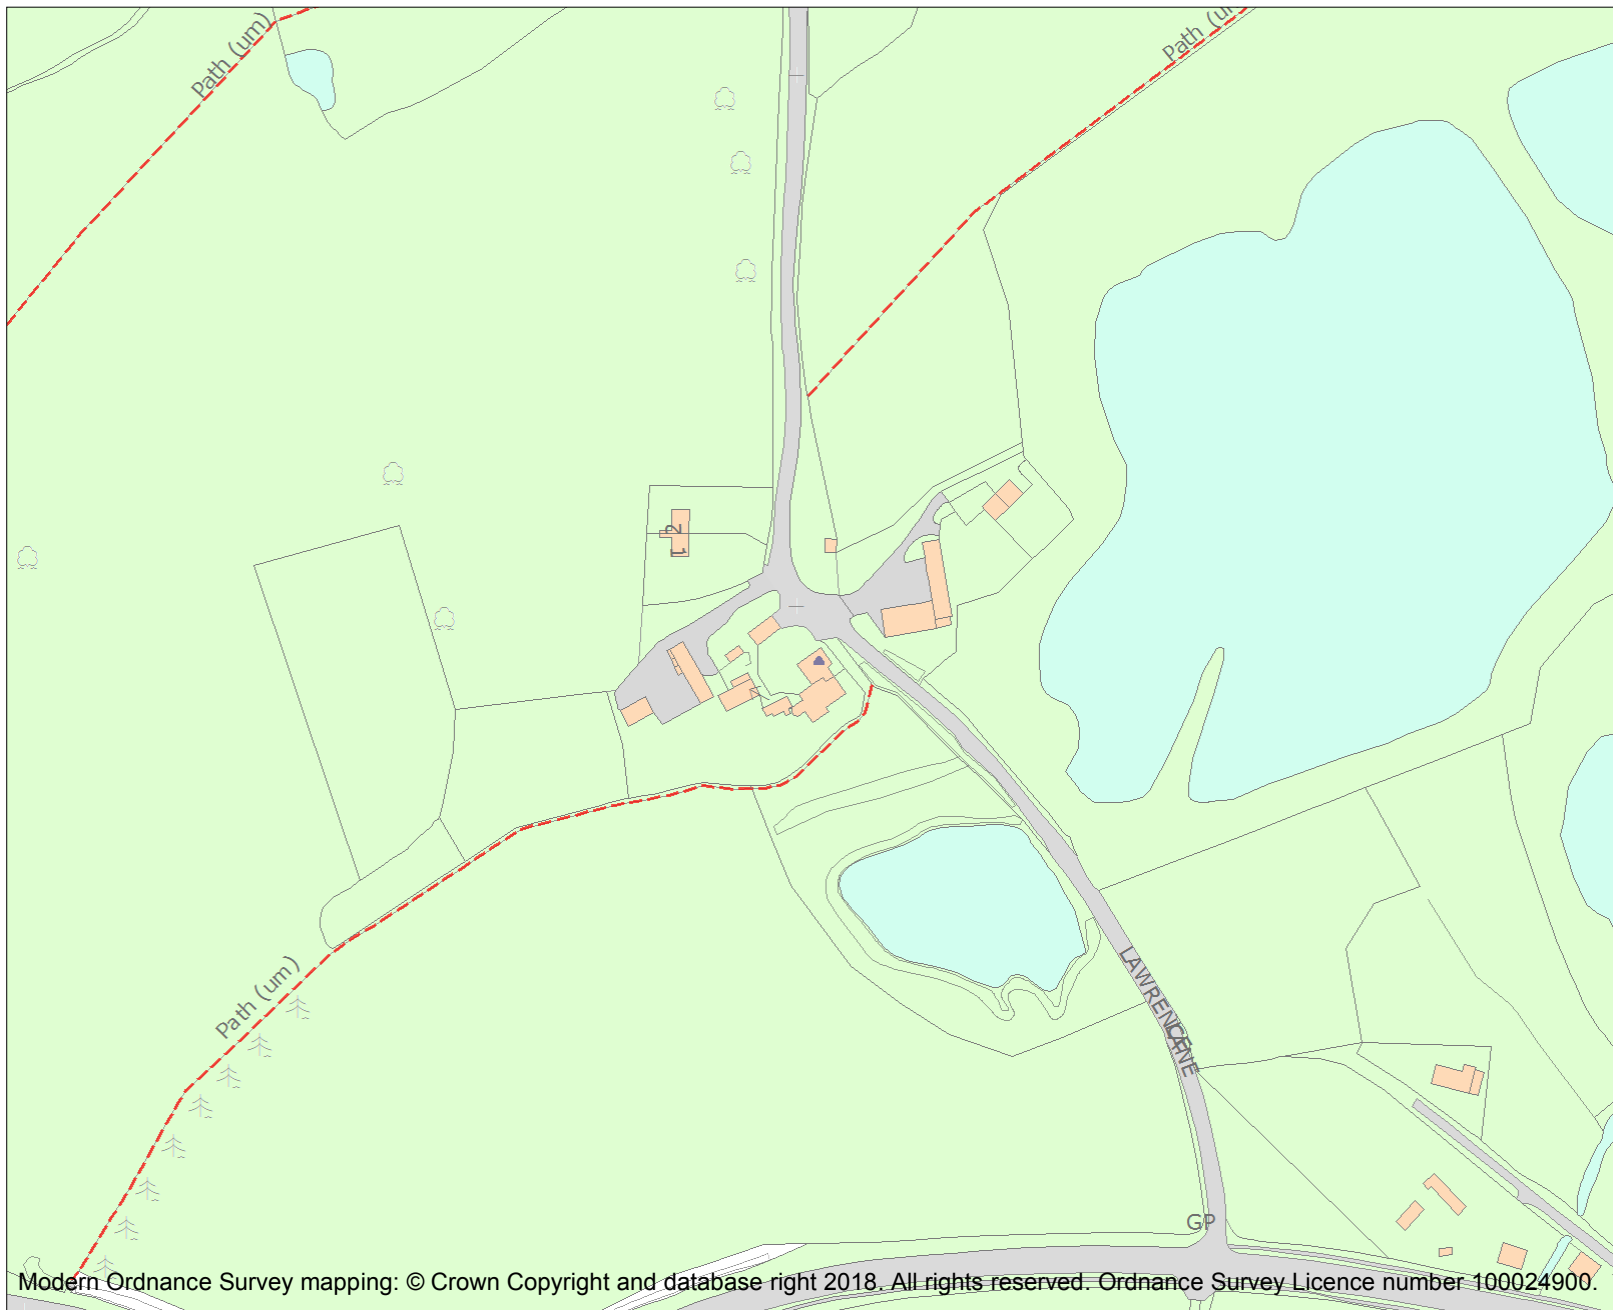 Path (um)
Path (um)
2
1
Path (um)
LAWRENCE
LANE
GP
Modern Ordnance Survey mapping: © Crown Copyright and database right 2018. All rights reserved. Ordnance Survey Licence number 100024900.